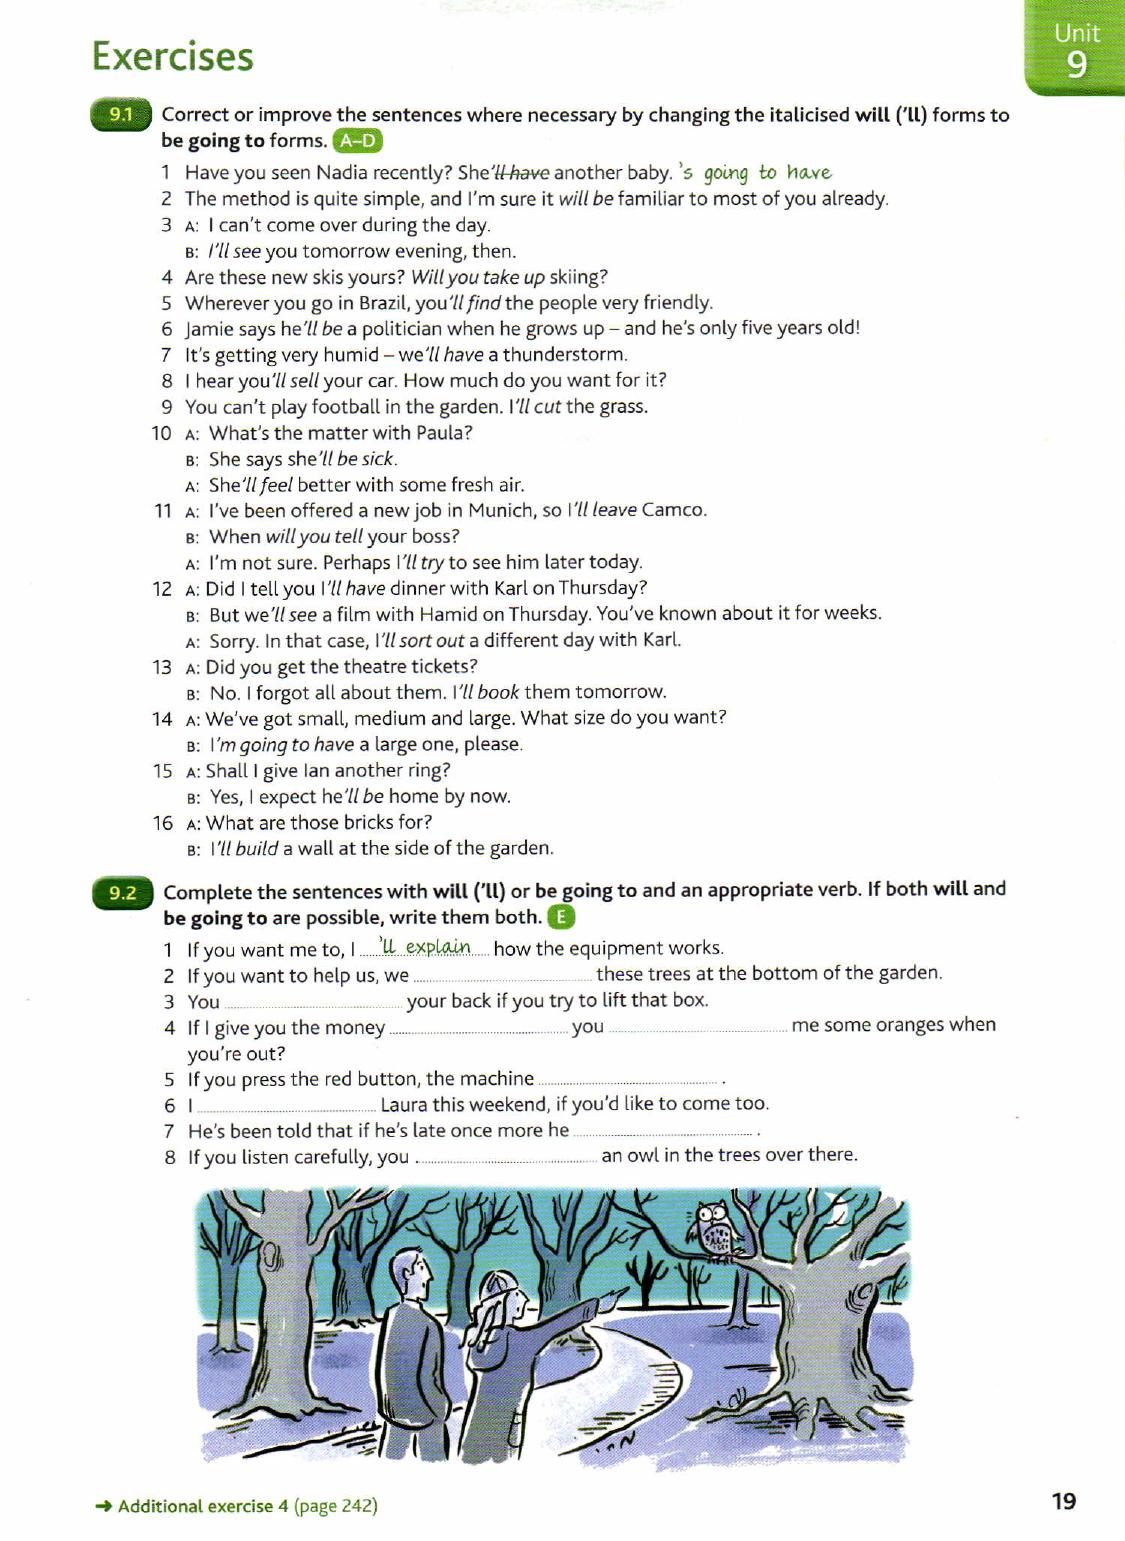 Unit
9
Exercises
9.1 Correct or improve the sentences where necessary by changing the italicised will ('ll) forms to
be going to forms. A–D
1 Have you seen Nadia recently? She'll have another baby. 's going to have
2 The method is quite simple, and I'm sure it will be familiar to most of you already.
3 A: I can't come over during the day.
B: I'll see you tomorrow evening, then.
4 Are these new skis yours? Will you take up skiing?
5 Wherever you go in Brazil, you'll find the people very friendly.
6 Jamie says he'll be a politician when he grows up – and he's only five years old!
7 It's getting very humid – we'll have a thunderstorm.
8 I hear you'll sell your car. How much do you want for it?
9 You can't play football in the garden. I'll cut the grass.
10 A: What's the matter with Paula?
B: She says she'll be sick.
A: She'll feel better with some fresh air.
11 A: I've been offered a new job in Munich, so I'll leave Camco.
B: When will you tell your boss?
A: I'm not sure. Perhaps I'll try to see him later today.
12 A: Did I tell you I'll have dinner with Karl on Thursday?
B: But we'll see a film with Hamid on Thursday. You've known about it for weeks.
A: Sorry. In that case, I'll sort out a different day with Karl.
13 A: Did you get the theatre tickets?
B: No. I forgot all about them. I'll book them tomorrow.
14 A: We've got small, medium and large. What size do you want?
B: I'm going to have a large one, please.
15 A: Shall I give Ian another ring?
B: Yes, I expect he'll be home by now.
16 A: What are those bricks for?
B: I'll build a wall at the side of the garden.
9.2 Complete the sentences with will ('ll) or be going to and an appropriate verb. If both will and
be going to are possible, write them both. E
1 If you want me to, I ......'ll explain...... how the equipment works.
2 If you want to help us, we .............................. these trees at the bottom of the garden.
3 You .............................. your back if you try to lift that box.
4 If I give you the money .............................. you .............................. me some oranges when
you're out?
5 If you press the red button, the machine .............................. .
6 I .............................. Laura this weekend, if you'd like to come too.
7 He's been told that if he's late once more he .............................. .
8 If you listen carefully, you .............................. an owl in the trees over there.
➜ Additional exercise 4 (page 242)
19